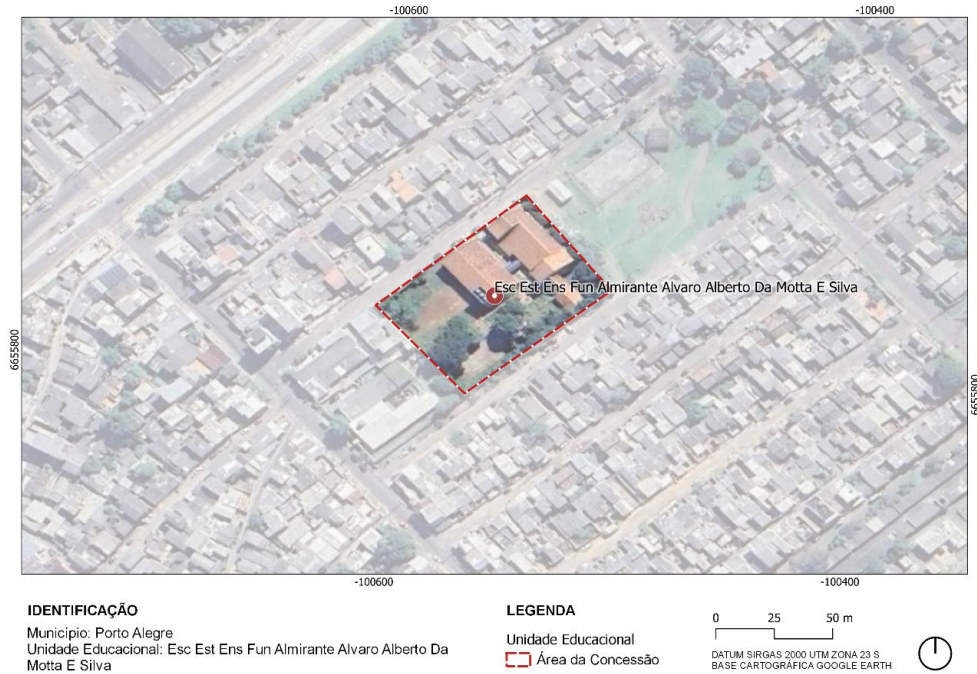 -100600
-100400
6655800
Esc Est Ens Fun Almirante Alvaro Alberto Da Motta E Silva
6655800
-100600
-100400
IDENTIFICAÇÃO
Município: Porto Alegre
Unidade Educacional: Esc Est Ens Fun Almirante Alvaro Alberto Da
Motta E Silva
LEGENDA
Unidade Educacional
Área da Concessão
0 25 50 m
DATUM SIRGAS 2000 UTM ZONA 23 S
BASE CARTOGRÁFICA GOOGLE EARTH